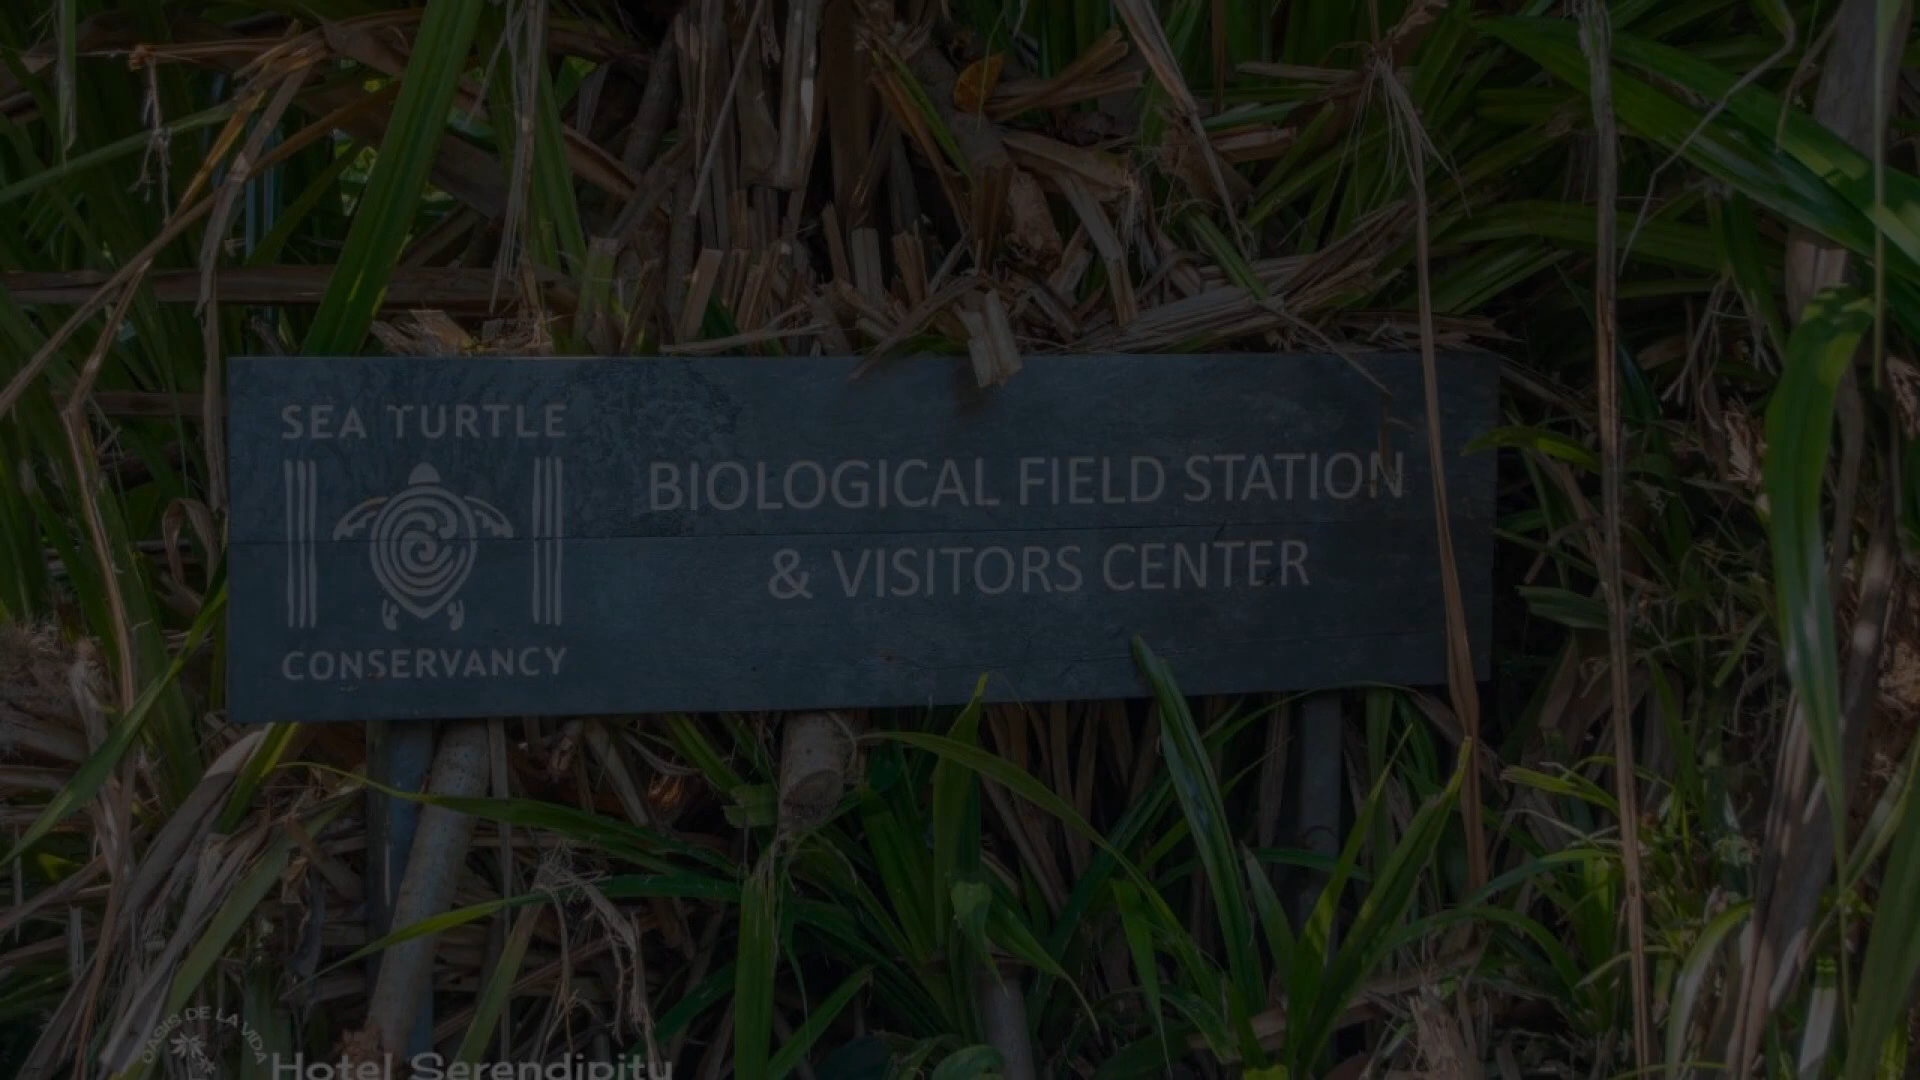 SEA TURTLE
CONSERVANCY
BIOLOGICAL FIELD STATION
& VISITORS CENTER
OASIS DE LA VIDA
Hotel Serendipity